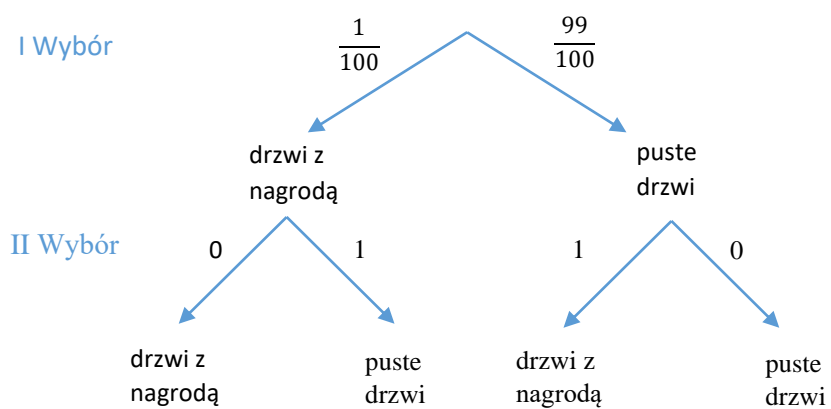 I Wybór
1
100
99
100
drzwi z
nagrodą
puste
drzwi
II Wybór
0
1
1
0
drzwi z
nagrodą
puste
drzwi
drzwi z
nagrodą
puste
drzwi